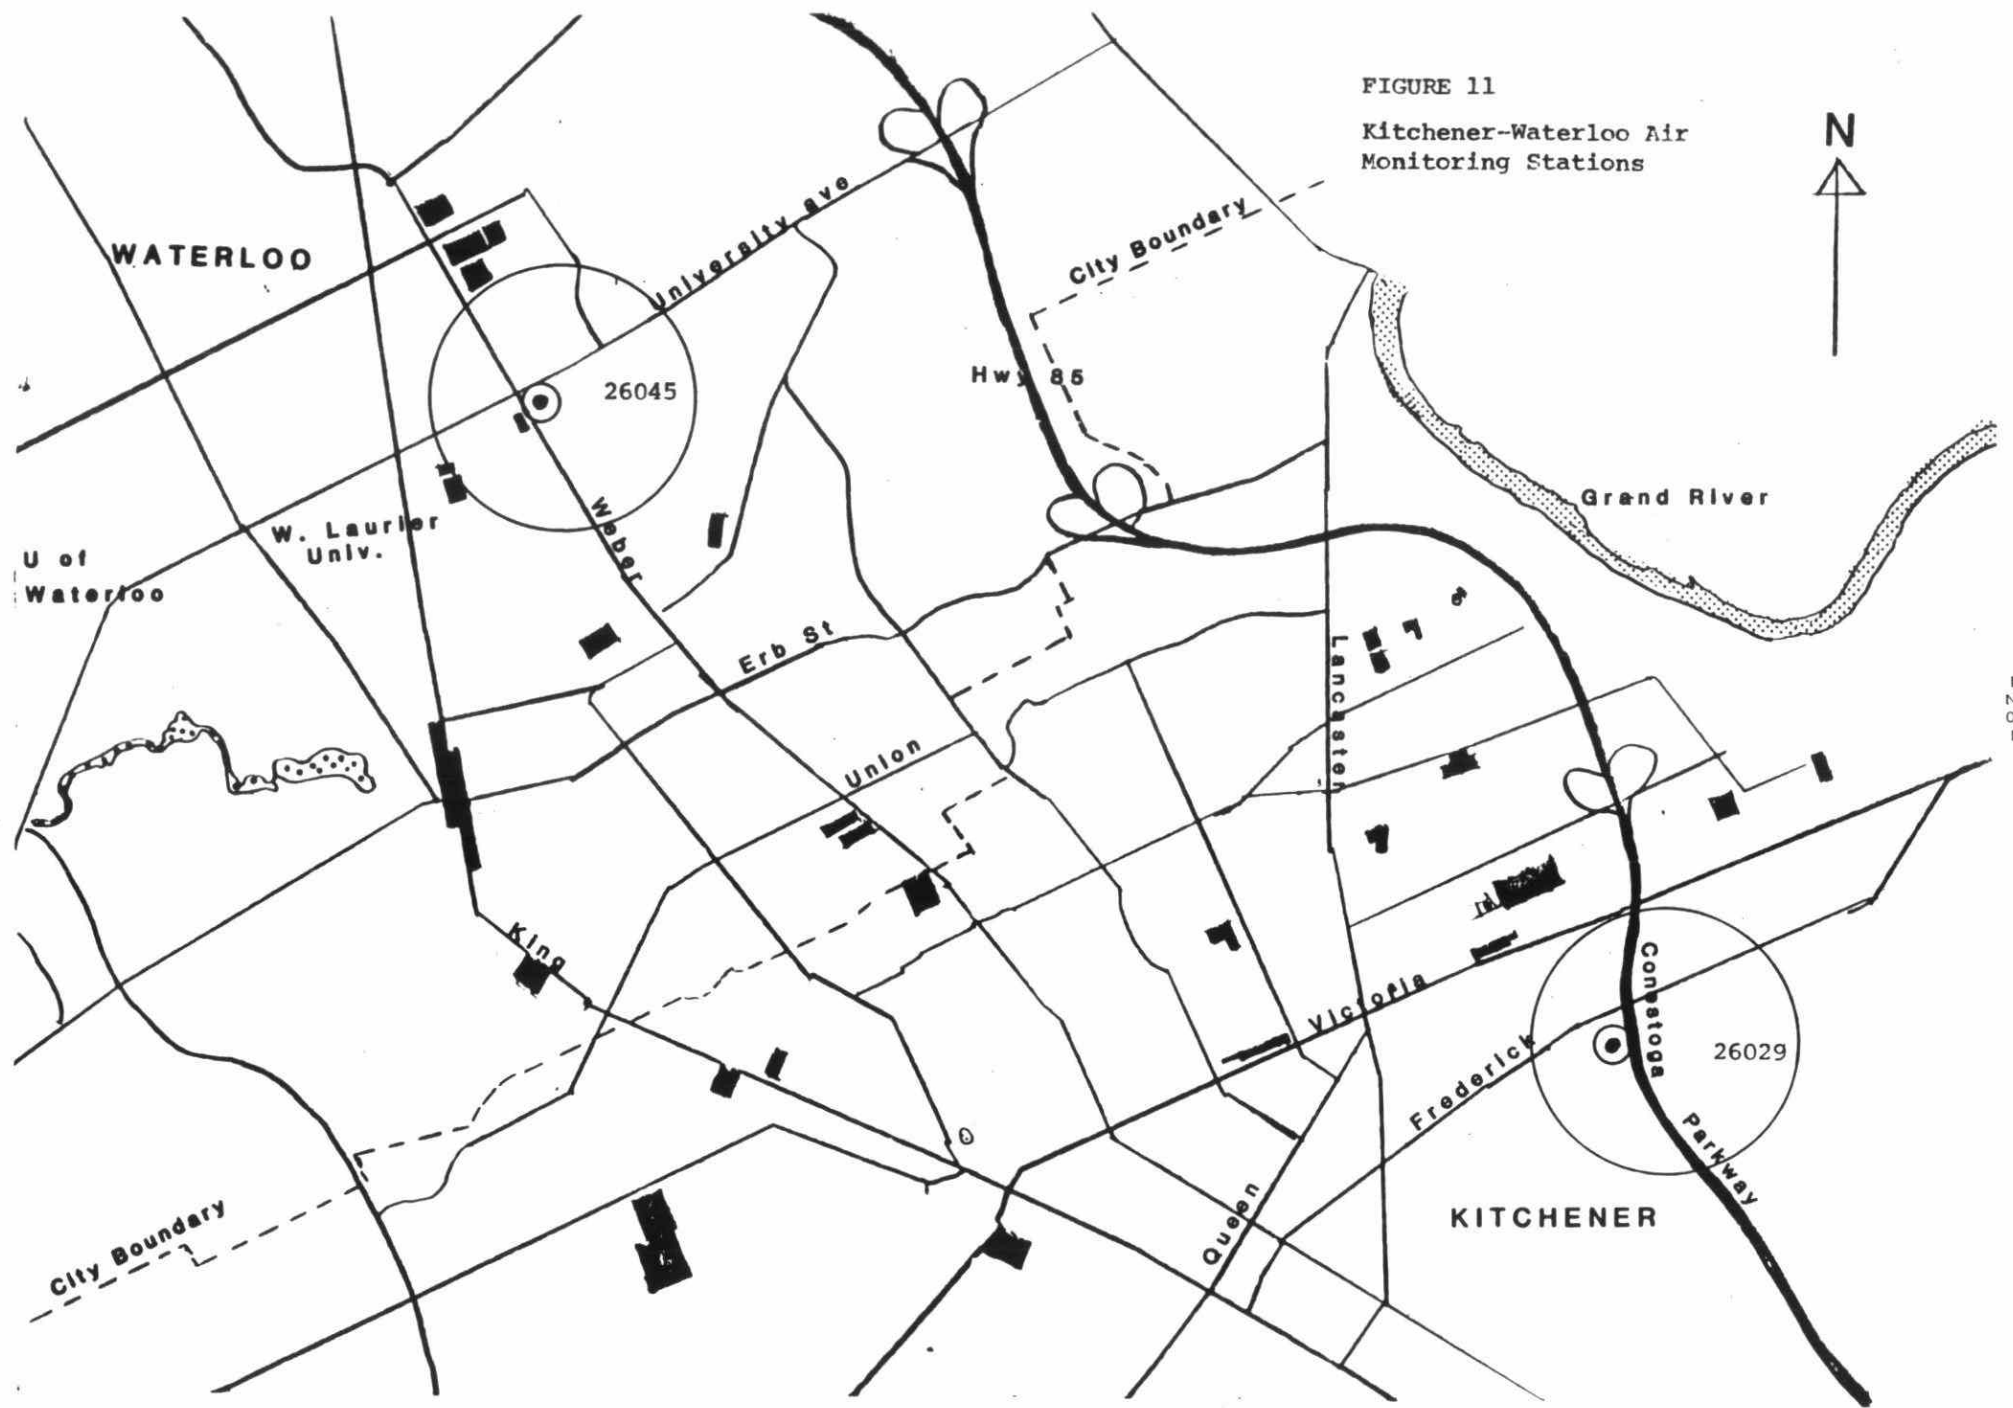 FIGURE 11
Kitchener-Waterloo Air
Monitoring Stations
N
WATERLOO
University ave
City Boundary
Hwy 85
26045
Grand River
W. Laurier
Univ.
U of
Waterloo
Weber
Erb St
Lancaster
Union
King
Victoria
Conestoga
Parkway
26029
Frederick
Queen
KITCHENER
City Boundary